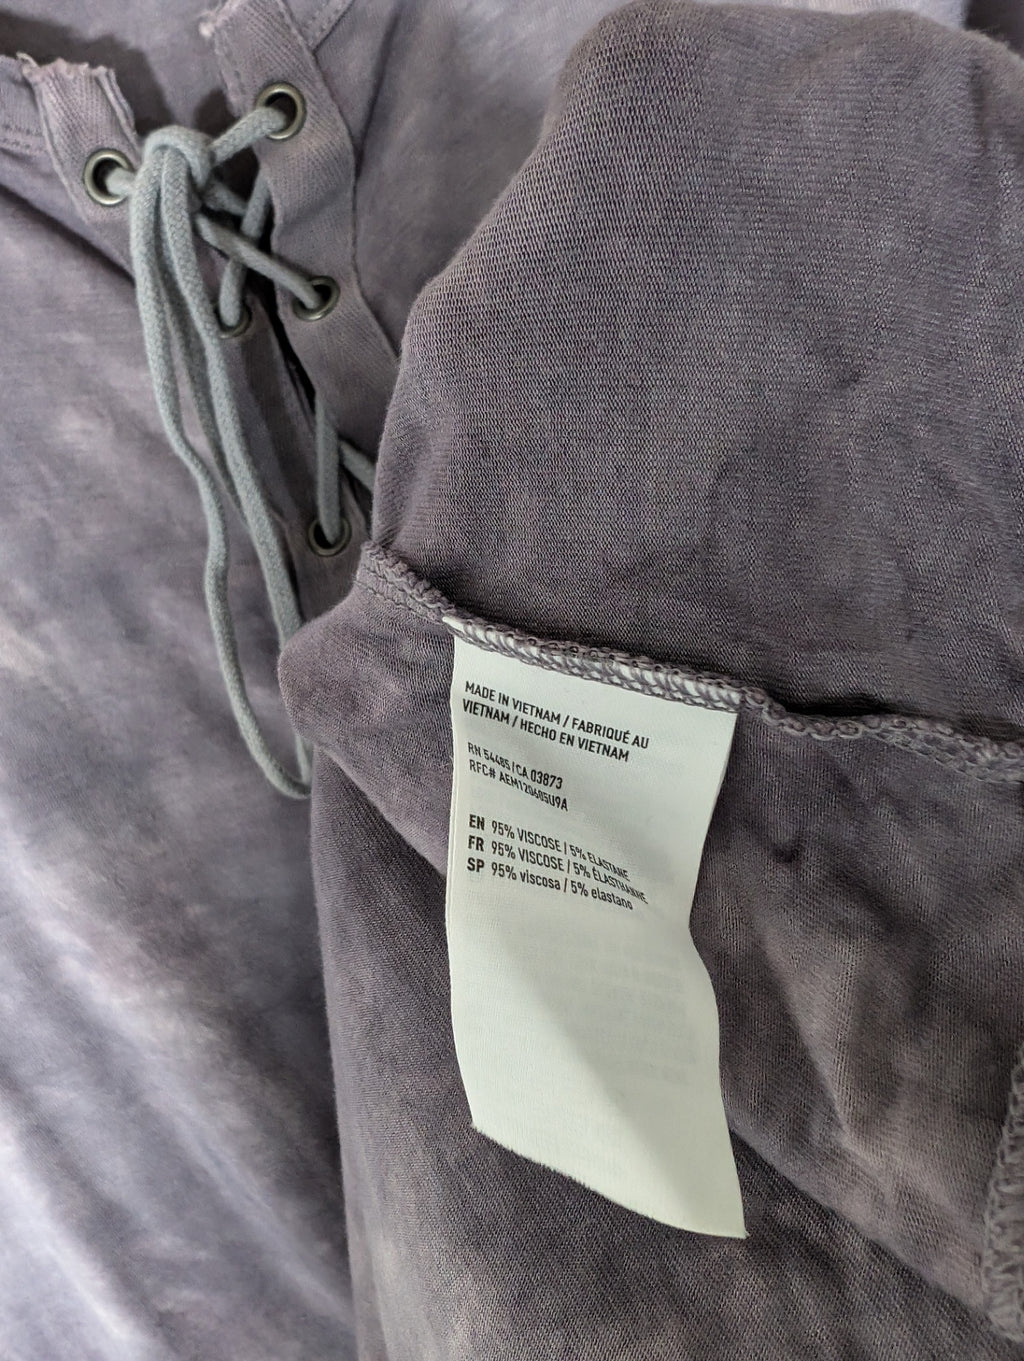 MADE IN VIETNAM / FABRIQUÉ AU
VIETNAM / HECHO EN VIETNAM
RN 54485 / CA 03873
RFC# AEM120605U9A
EN 95% VISCOSE / 5% ELASTANE
FR 95% VISCOSE / 5% ÉLASTHANNE
SP 95% viscosa / 5% elastano